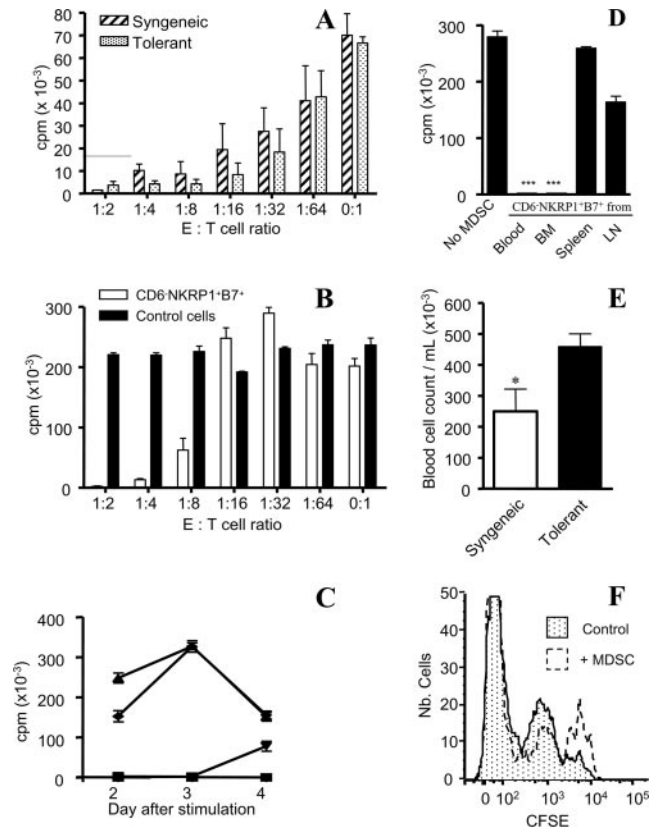 A
Syngeneic
Tolerant
80
70
60
50
40
30
20
10
0
cpm (x 10-3)
1:2 1:4 1:8 1:16 1:32 1:64 0:1
E : T cell ratio
D
300
200
100
0
cpm (x 10-3)
*** ***
CD6-NKRP1+B7+ from
No MDSC
Blood
BM
Spleen
LN
B
CD6-NKRP1+B7+
Control cells
300
200
100
0
cpm (x10-3)
1:2 1:4 1:8 1:16 1:32 1:64 0:1
E : T cell ratio
E
600
500
400
300
200
100
Blood cell count / mL (x10-3)
*
Syngeneic
Tolerant
C
400
300
200
100
0
cpm (x10-3)
2 3 4
Day after stimulation
F
50
40
30
20
10
0
Nb. Cells
Control
+ MDSC
0 10² 10³ 10⁴ 10⁵
CFSE